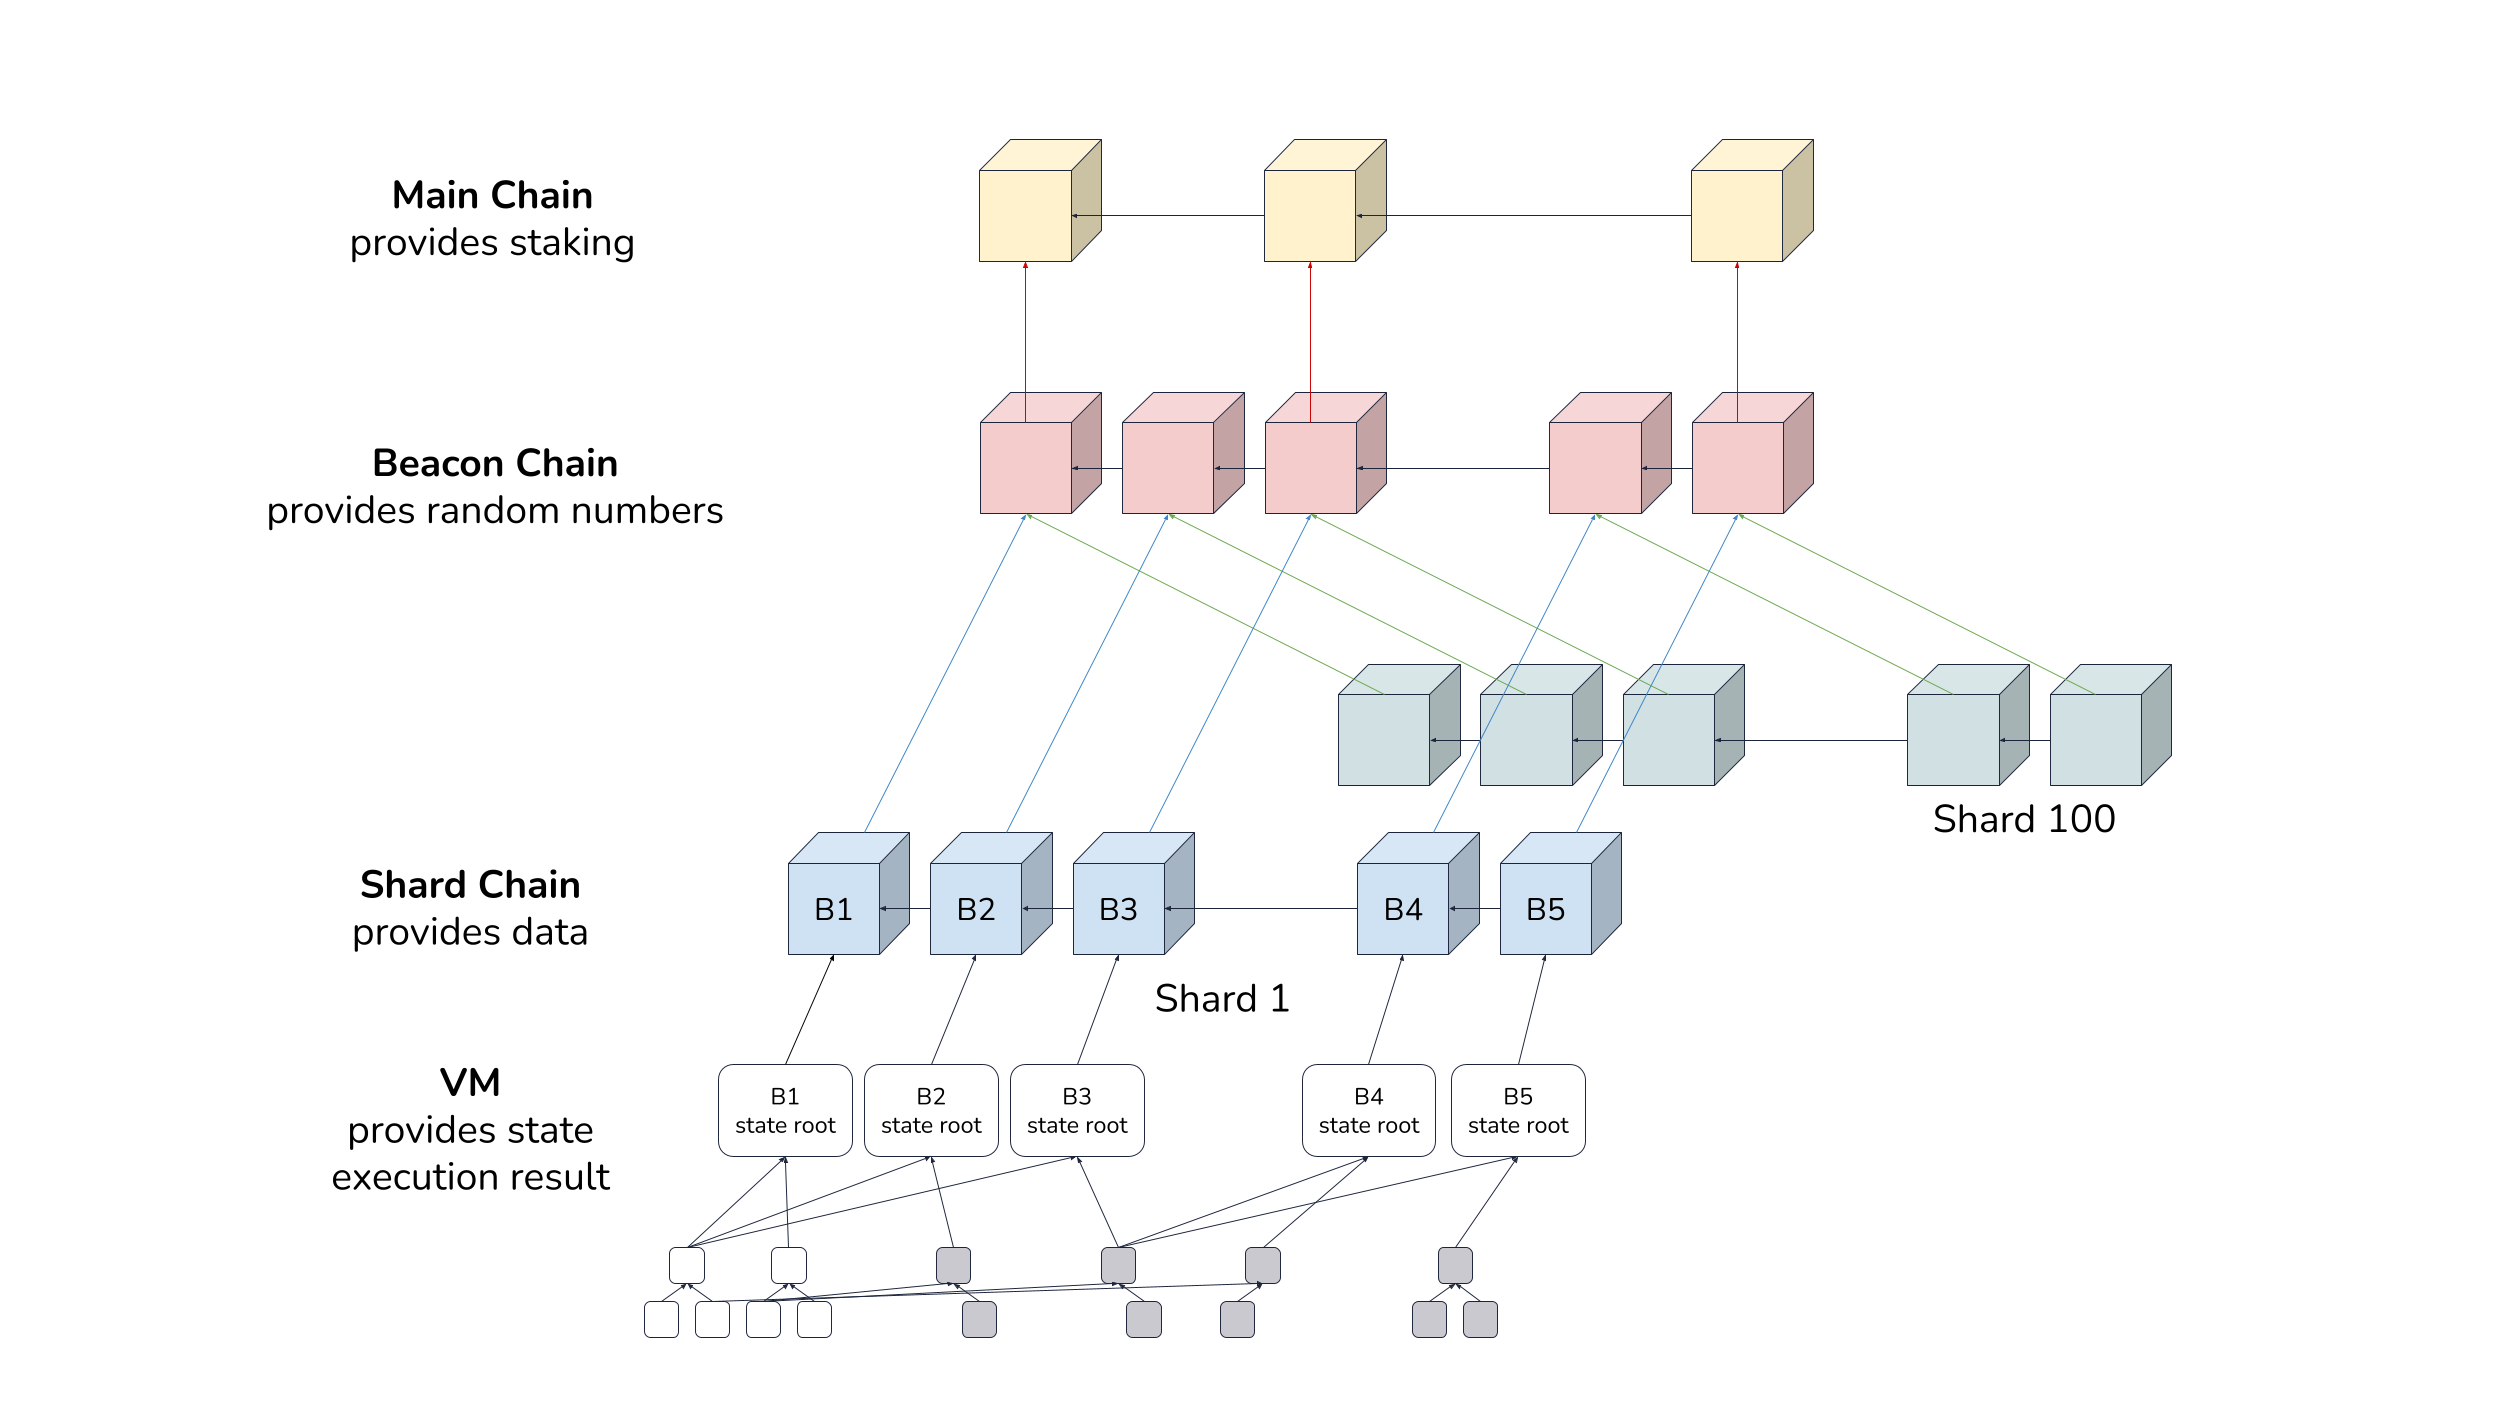 Main Chain
provides staking
Beacon Chain
provides random numbers
Shard 100
Shard Chain
provides data
B1
B2
B3
B4
B5
Shard 1
VM
provides state
execution result
B1
state root
B2
state root
B3
state root
B4
state root
B5
state root